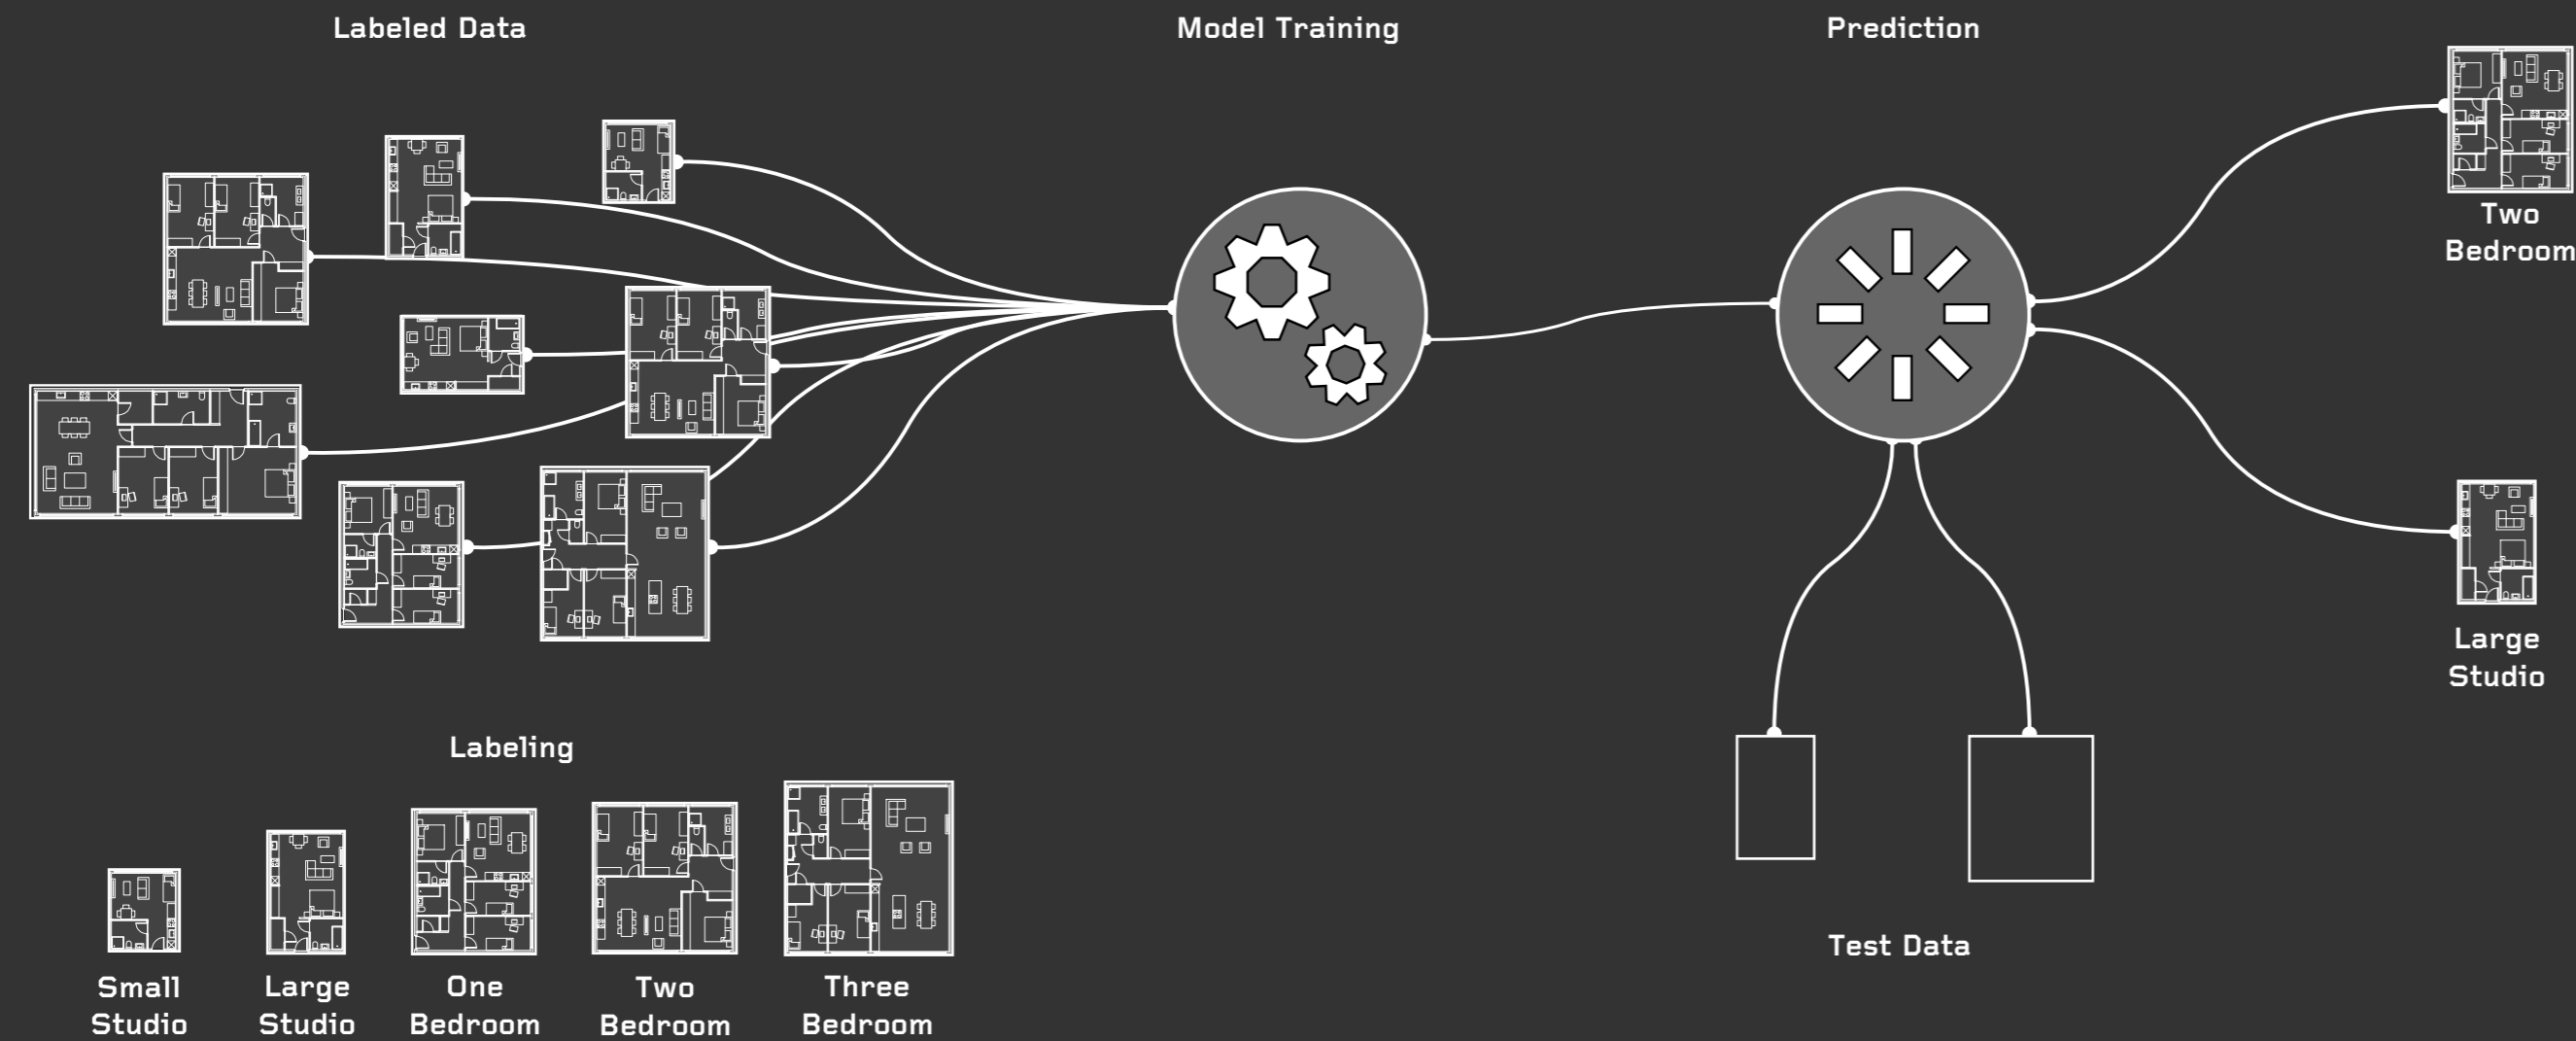 Labeled Data
Model Training
Prediction
Two
Bedroom
Large
Studio
Labeling
Small
Studio
Large
Studio
One
Bedroom
Two
Bedroom
Three
Bedroom
Test Data